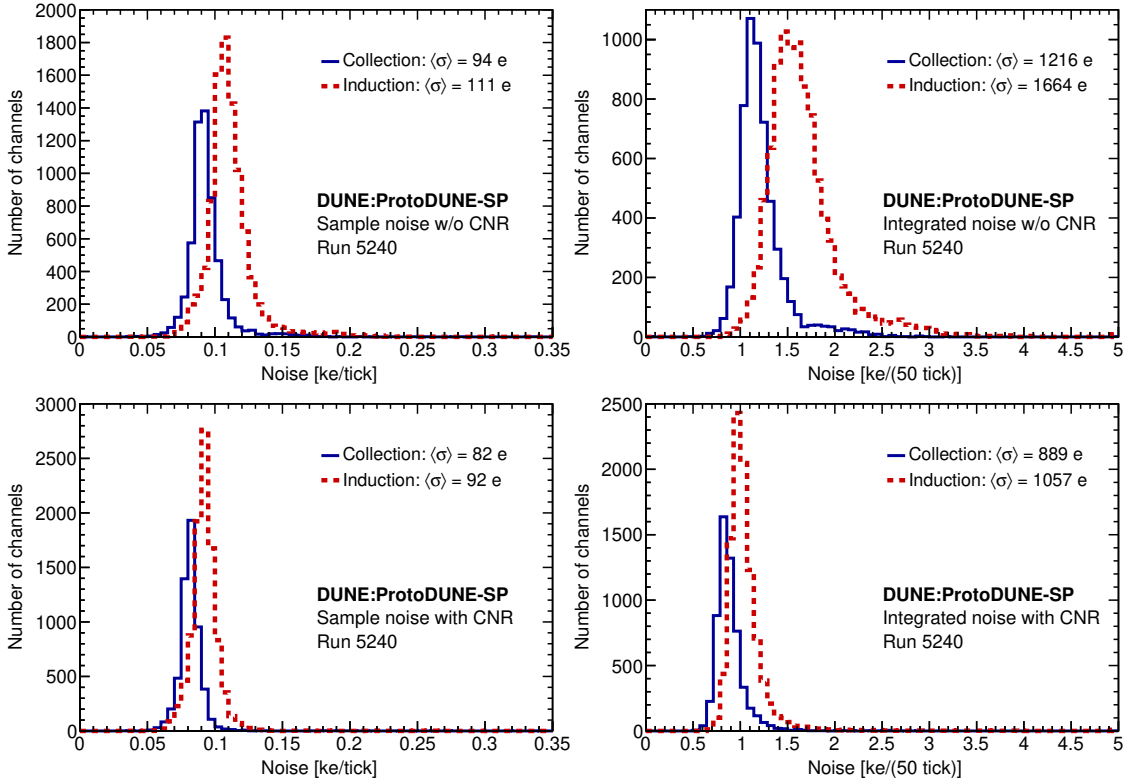 Number of channels
2000
1800
1600
1400
1200
1000
800
600
400
200
0
Collection: ⟨σ⟩ = 94 e
Induction: ⟨σ⟩ = 111 e
DUNE:ProtoDUNE-SP
Sample noise w/o CNR
Run 5240
0 0.05 0.1 0.15 0.2 0.25 0.3 0.35
Noise [ke/tick]
Number of channels
1000
800
600
400
200
0
Collection: ⟨σ⟩ = 1216 e
Induction: ⟨σ⟩ = 1664 e
DUNE:ProtoDUNE-SP
Integrated noise w/o CNR
Run 5240
0 0.5 1 1.5 2 2.5 3 3.5 4 4.5 5
Noise [ke/(50 tick)]
Number of channels
3000
2500
2000
1500
1000
500
0
Collection: ⟨σ⟩ = 82 e
Induction: ⟨σ⟩ = 92 e
DUNE:ProtoDUNE-SP
Sample noise with CNR
Run 5240
0 0.05 0.1 0.15 0.2 0.25 0.3 0.35
Noise [ke/tick]
Number of channels
2500
2000
1500
1000
500
0
Collection: ⟨σ⟩ = 889 e
Induction: ⟨σ⟩ = 1057 e
DUNE:ProtoDUNE-SP
Integrated noise with CNR
Run 5240
0 0.5 1 1.5 2 2.5 3 3.5 4 4.5 5
Noise [ke/(50 tick)]